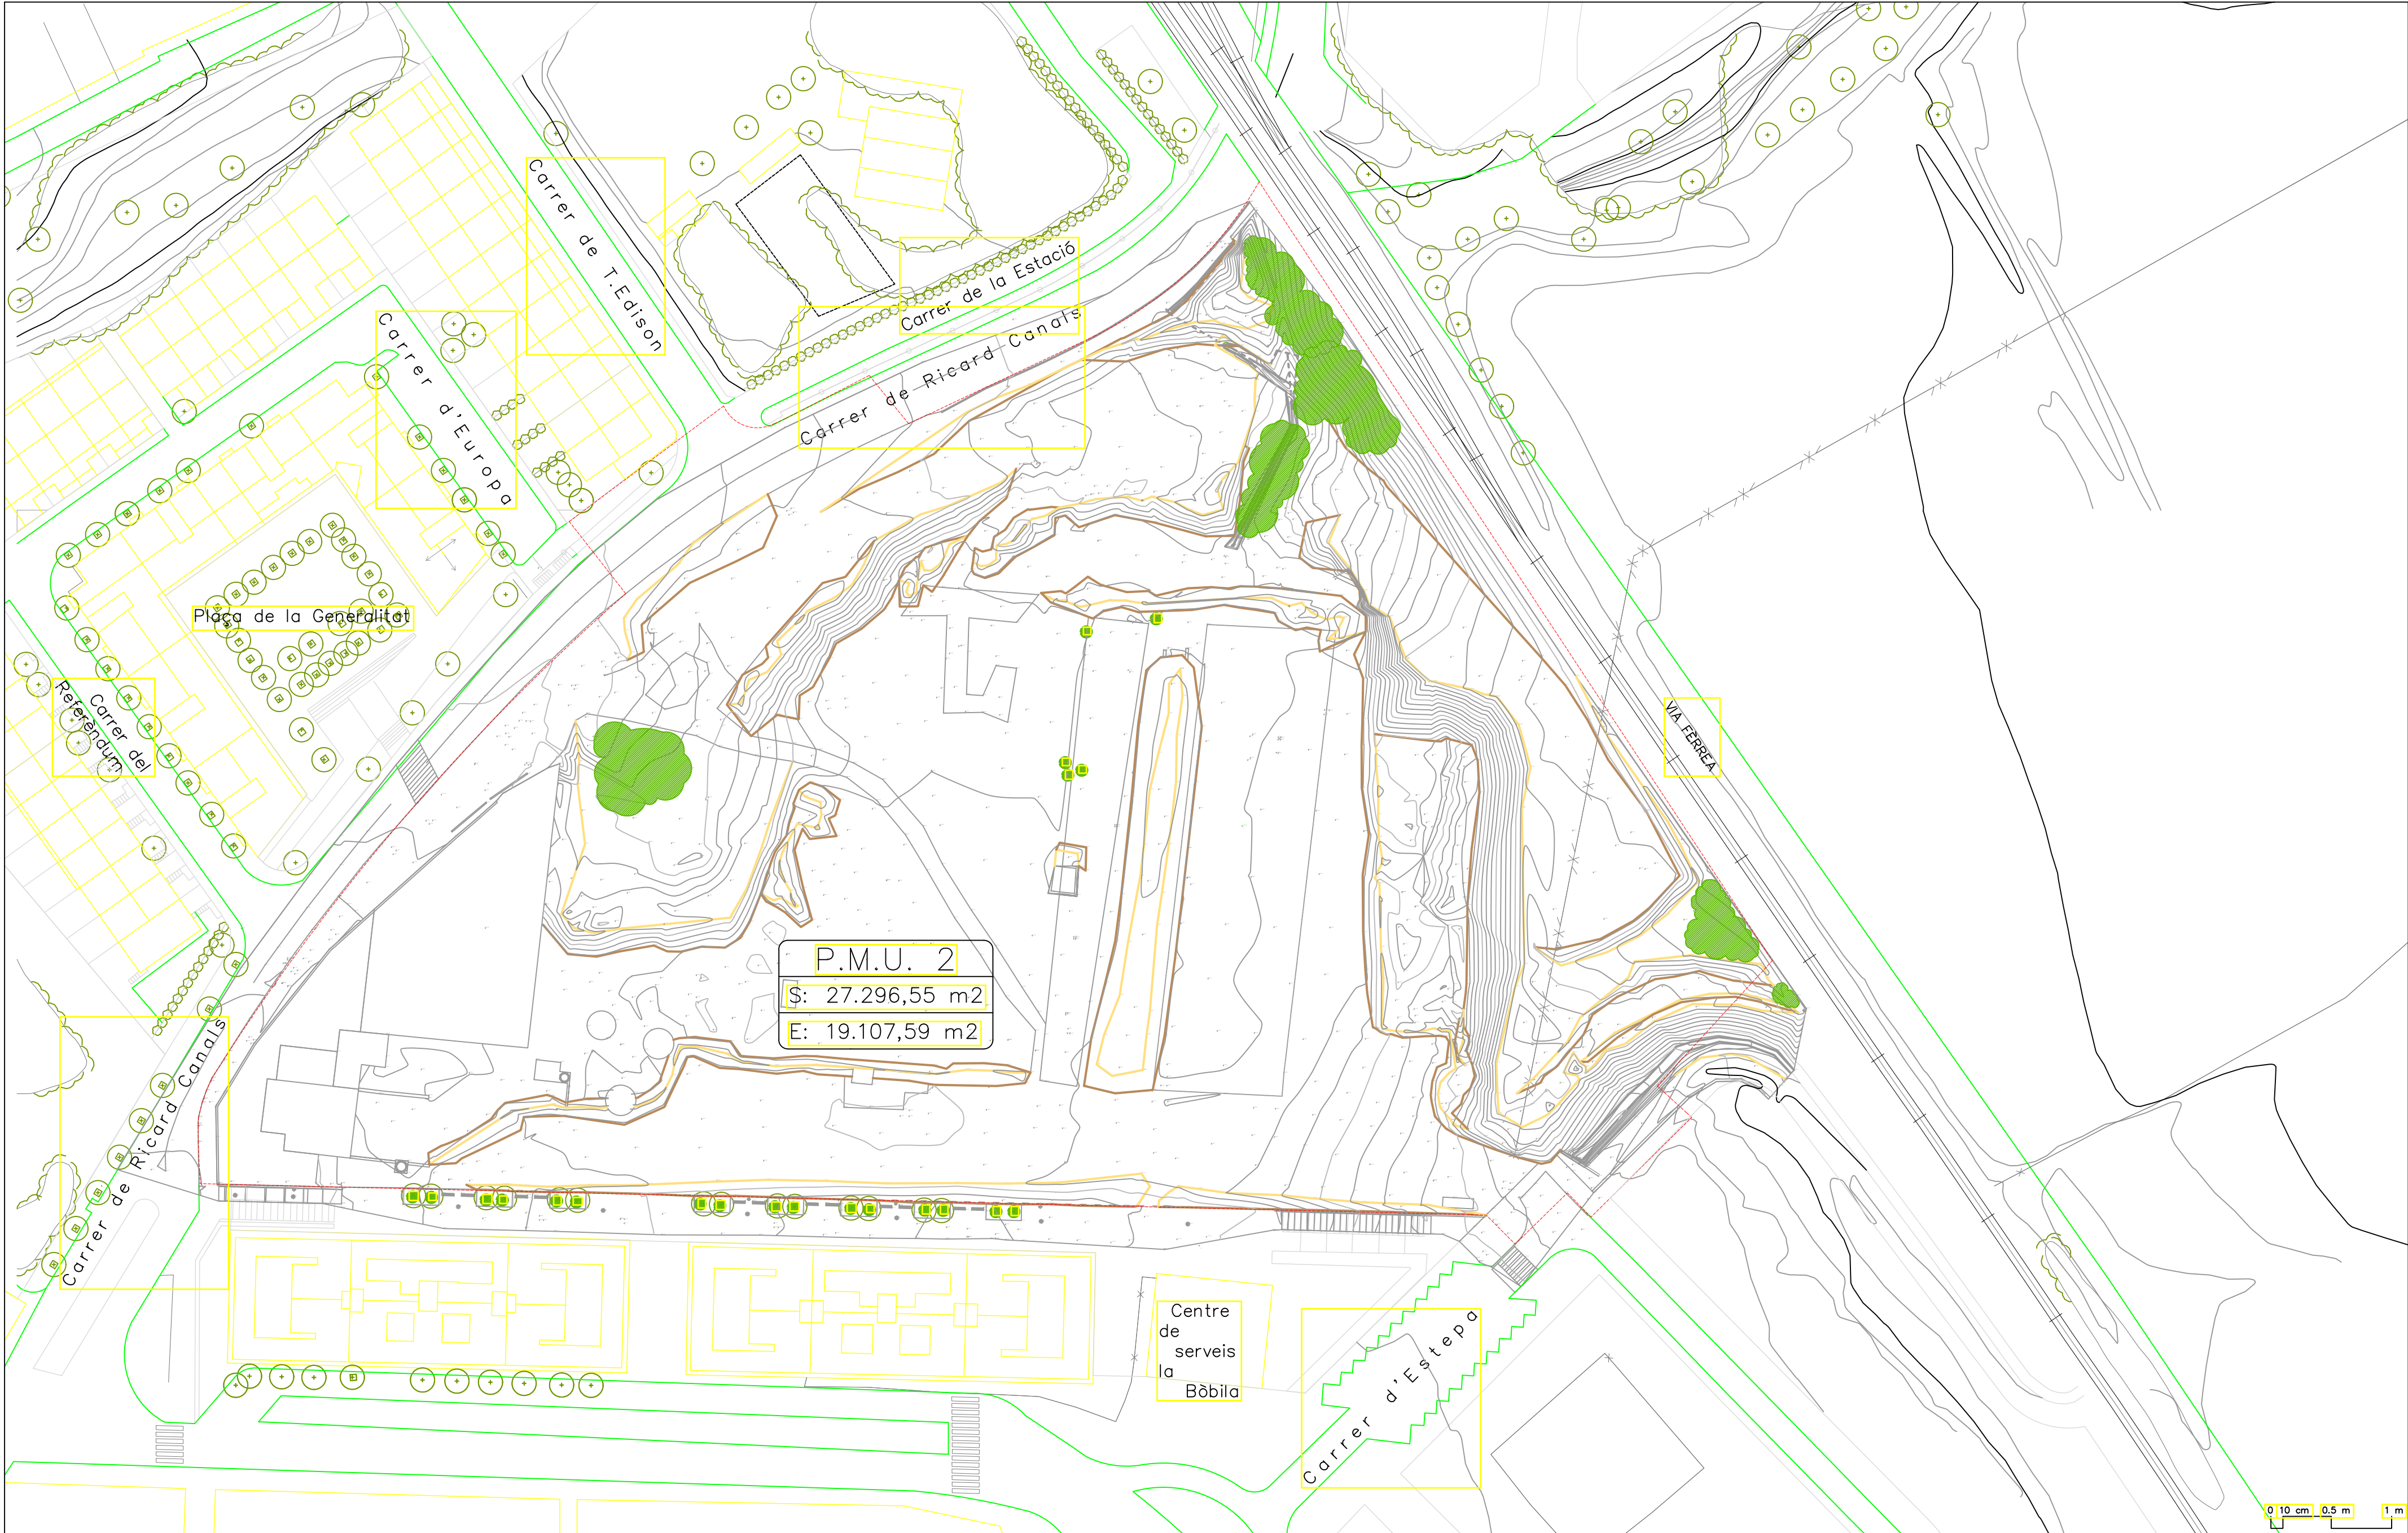 Carrer de T.Edison
Carrer de la Estació
Carrer de Ricard Canals
Carrer d'Europa
Plaça de la Generalitat
Carrer del
Referèndum
VIA FÈRREA
P.M.U. 2
S: 27.296,55 m2
E: 19.107,59 m2
Carrer de Ricard Canals
Centre
de
serveis
la
Bòbila
Carrer d'Estepa
0 10 cm 0.5 m 1 m